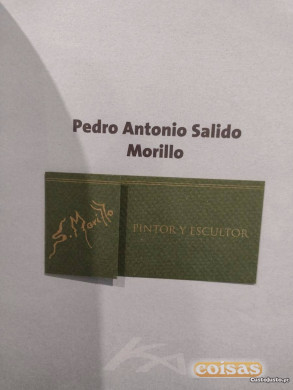 Pedro Antonio Salido
Morillo
S. Morillo
PINTOR Y ESCULTOR
coisas